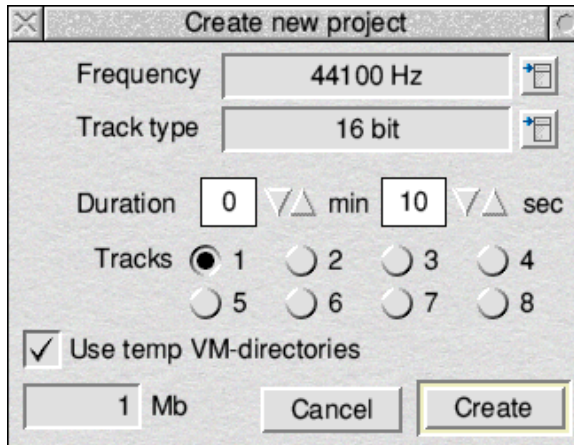 Create new project
Frequency 44100 Hz
Track type 16 bit
Duration 0 min 10 sec
Tracks 1 2 3 4
5 6 7 8
Use temp VM-directories
1 Mb Cancel Create